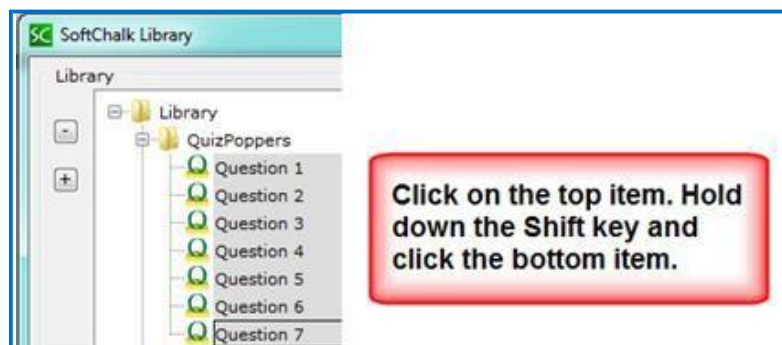 SC SoftChalk Library
Library
Library
QuizPoppers
Question 1
Question 2
Question 3
Question 4
Question 5
Question 6
Question 7
Click on the top item. Hold
down the Shift key and
click the bottom item.